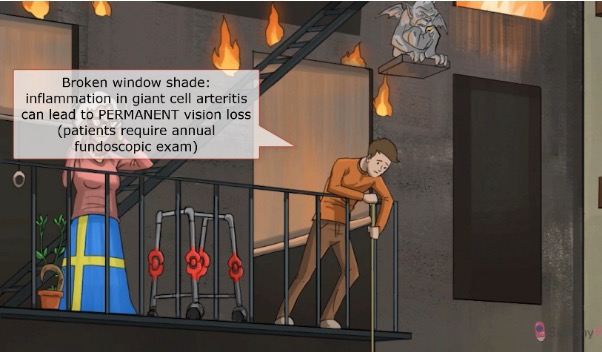 Broken window shade:
inflammation in giant cell arteritis
can lead to PERMANENT vision loss
(patients require annual
fundoscopic exam)